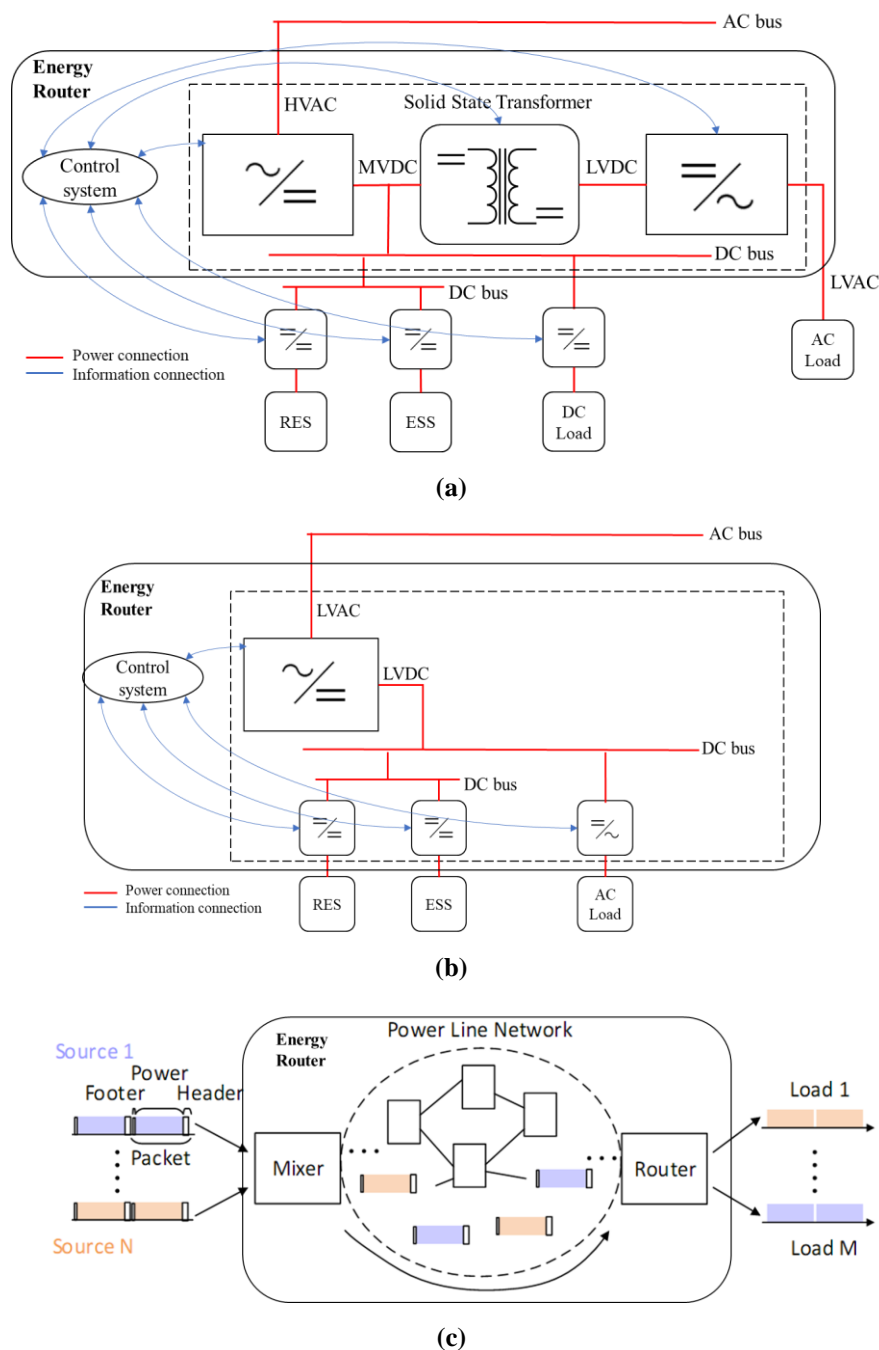 AC bus
Energy
Router
HVAC
Solid State Transformer
Control
system
MVDC
LVDC
DC bus
LVAC
DC bus
Power connection
Information connection
RES
ESS
DC
Load
AC
Load
(a)
AC bus
Energy
Router
LVAC
Control
system
LVDC
DC bus
DC bus
Power connection
Information connection
RES
ESS
AC
Load
(b)
Energy
Router
Power Line Network
Source 1
Power
Footer
Header
Packet
Mixer
Router
Load 1
Source N
Load M
(c)